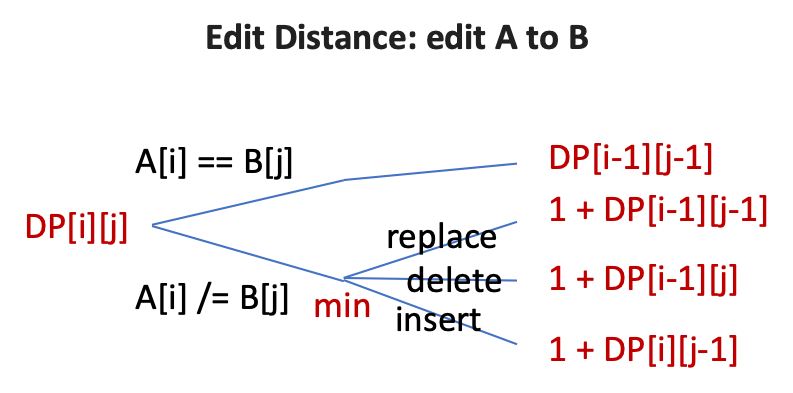 Edit Distance: edit A to B
A[i] == B[j]
DP[i-1][j-1]
DP[i][j]
replace
1 + DP[i-1][j-1]
delete
1 + DP[i-1][j]
A[i] /= B[j]
min
insert
1 + DP[i][j-1]